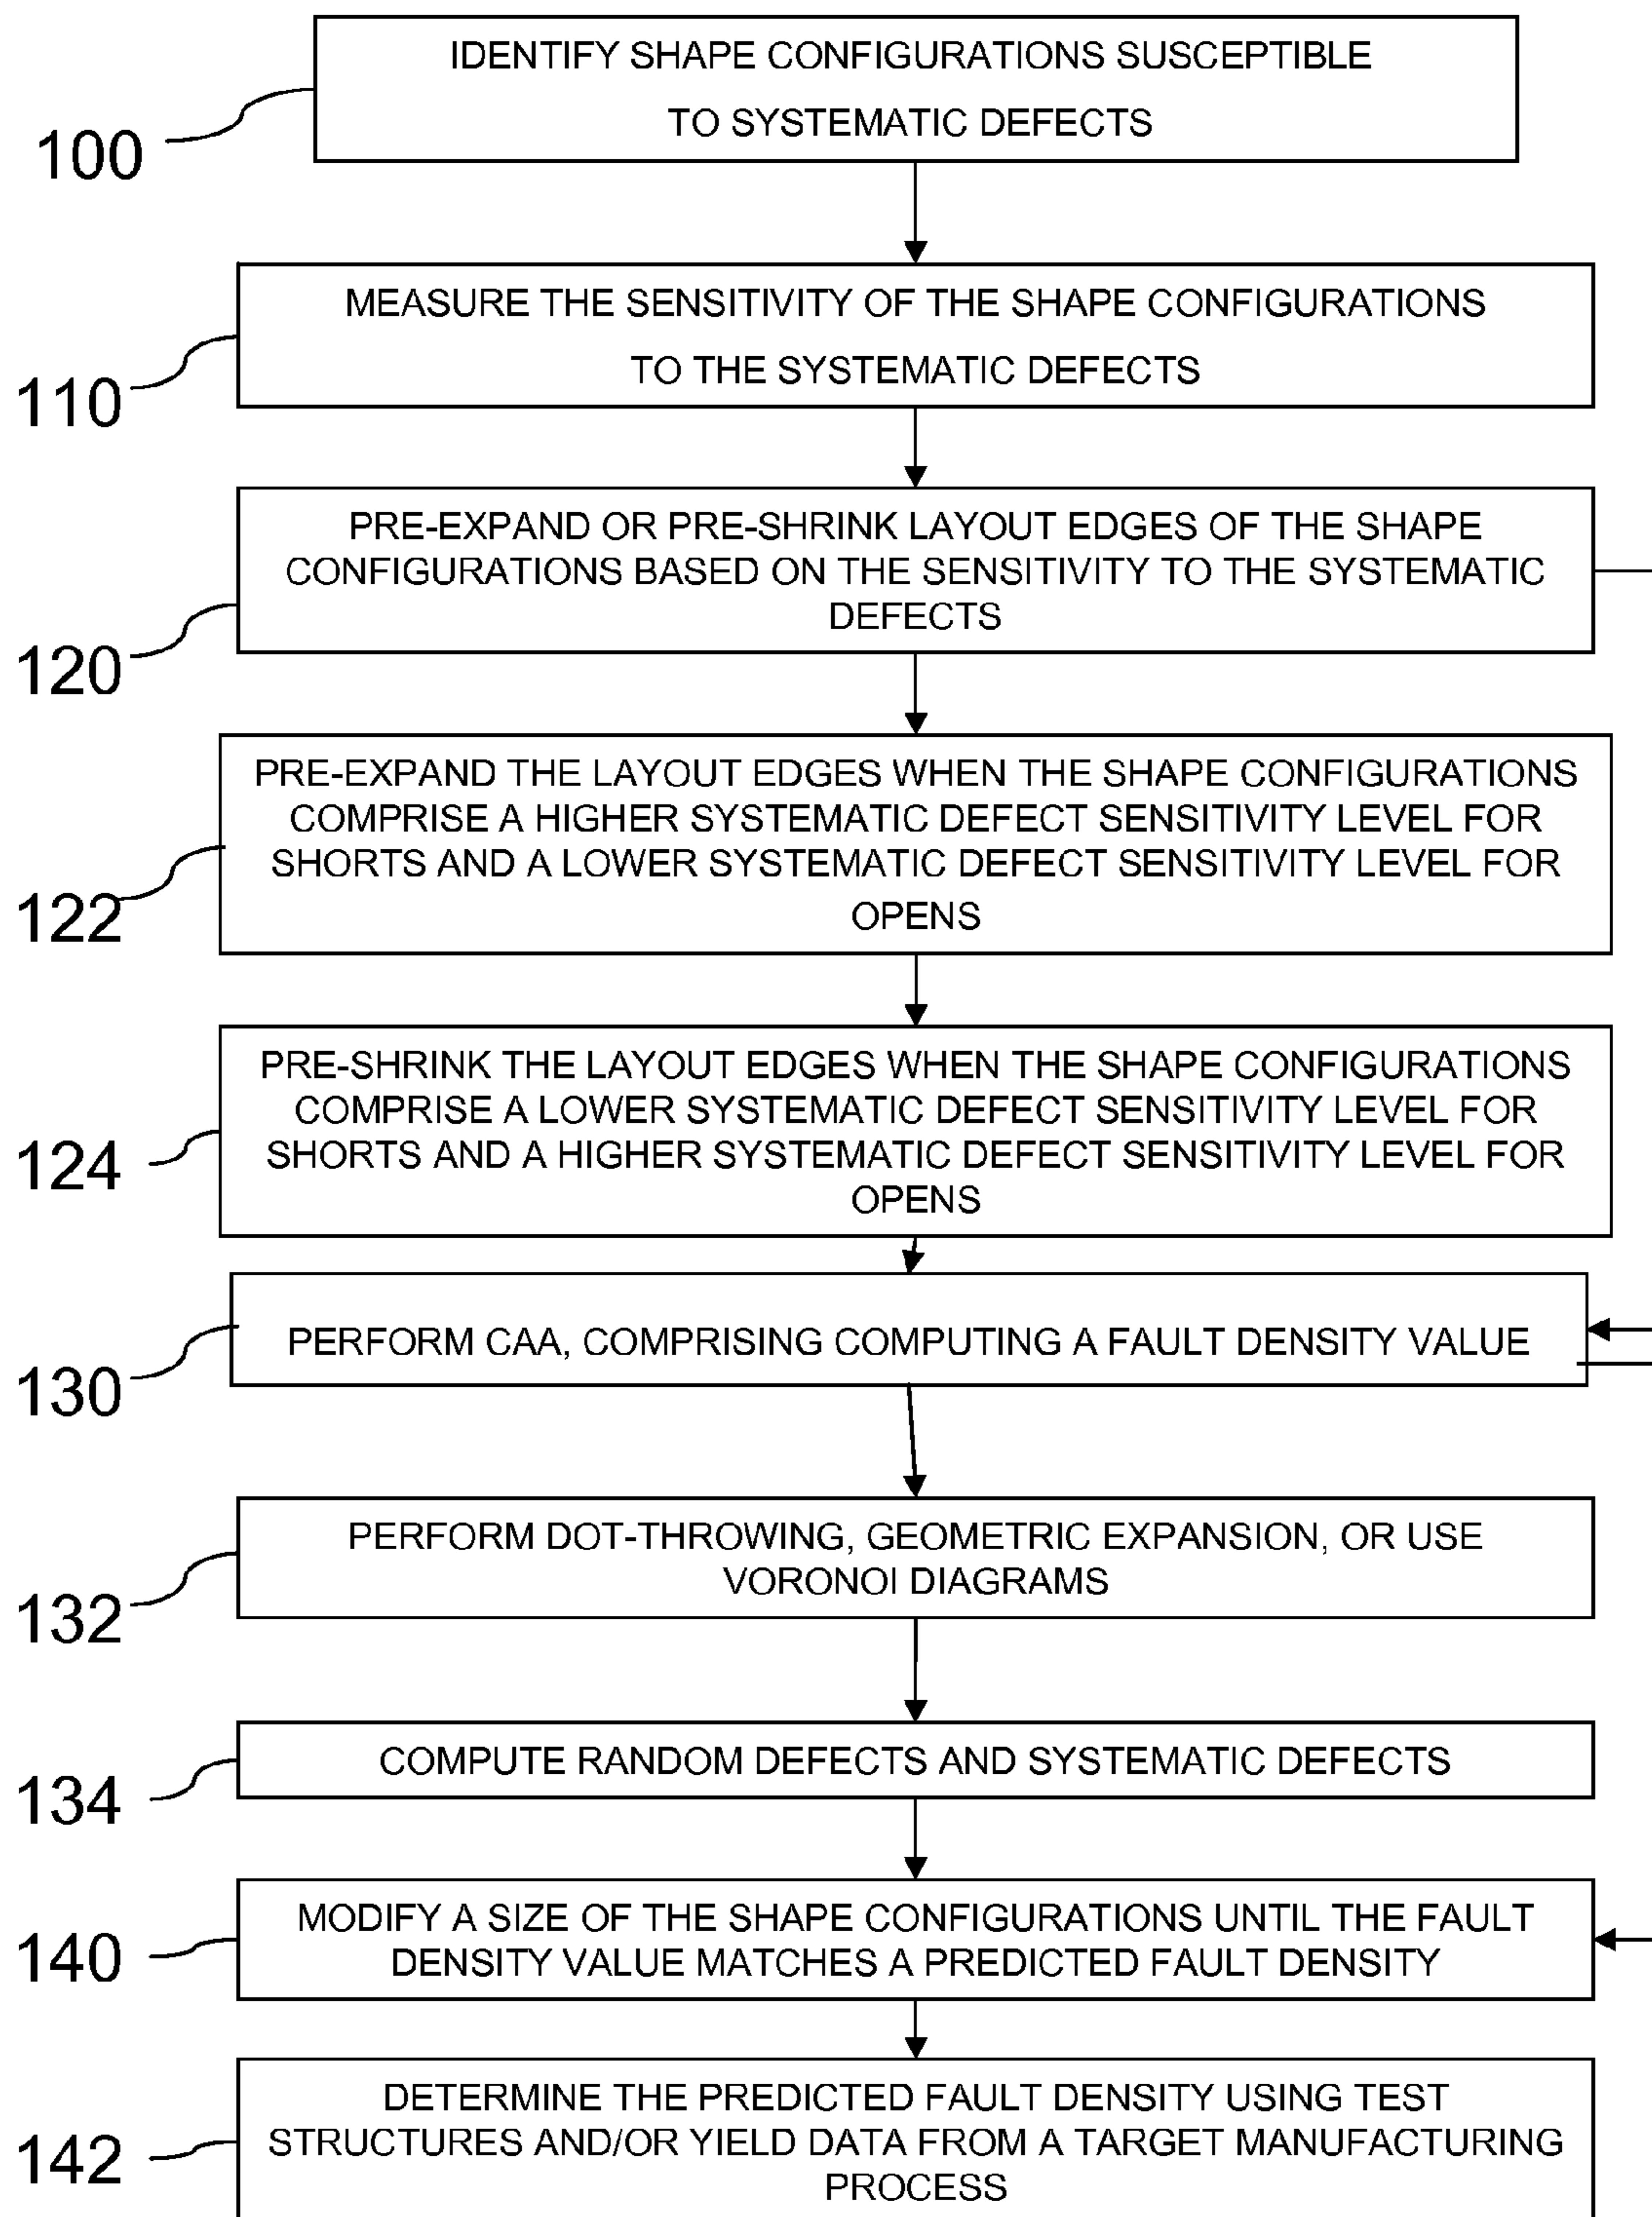 IDENTIFY SHAPE CONFIGURATIONS SUSCEPTIBLE
TO SYSTEMATIC DEFECTS
100
MEASURE THE SENSITIVITY OF THE SHAPE CONFIGURATIONS
TO THE SYSTEMATIC DEFECTS
110
PRE-EXPAND OR PRE-SHRINK LAYOUT EDGES OF THE SHAPE
CONFIGURATIONS BASED ON THE SENSITIVITY TO THE SYSTEMATIC
DEFECTS
120
PRE-EXPAND THE LAYOUT EDGES WHEN THE SHAPE CONFIGURATIONS
COMPRISE A HIGHER SYSTEMATIC DEFECT SENSITIVITY LEVEL FOR
SHORTS AND A LOWER SYSTEMATIC DEFECT SENSITIVITY LEVEL FOR
OPENS
122
PRE-SHRINK THE LAYOUT EDGES WHEN THE SHAPE CONFIGURATIONS
COMPRISE A LOWER SYSTEMATIC DEFECT SENSITIVITY LEVEL FOR
SHORTS AND A HIGHER SYSTEMATIC DEFECT SENSITIVITY LEVEL FOR
OPENS
124
PERFORM CAA, COMPRISING COMPUTING A FAULT DENSITY VALUE
130
PERFORM DOT-THROWING, GEOMETRIC EXPANSION, OR USE
VORONOI DIAGRAMS
132
COMPUTE RANDOM DEFECTS AND SYSTEMATIC DEFECTS
134
MODIFY A SIZE OF THE SHAPE CONFIGURATIONS UNTIL THE FAULT
DENSITY VALUE MATCHES A PREDICTED FAULT DENSITY
140
DETERMINE THE PREDICTED FAULT DENSITY USING TEST
STRUCTURES AND/OR YIELD DATA FROM A TARGET MANUFACTURING
PROCESS
142